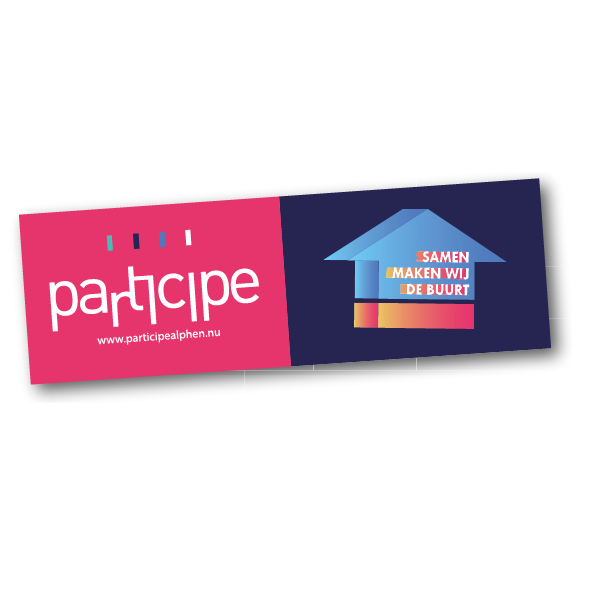 participe
www.participealphen.nu
SAMEN
MAKEN WIJ
DE BUURT